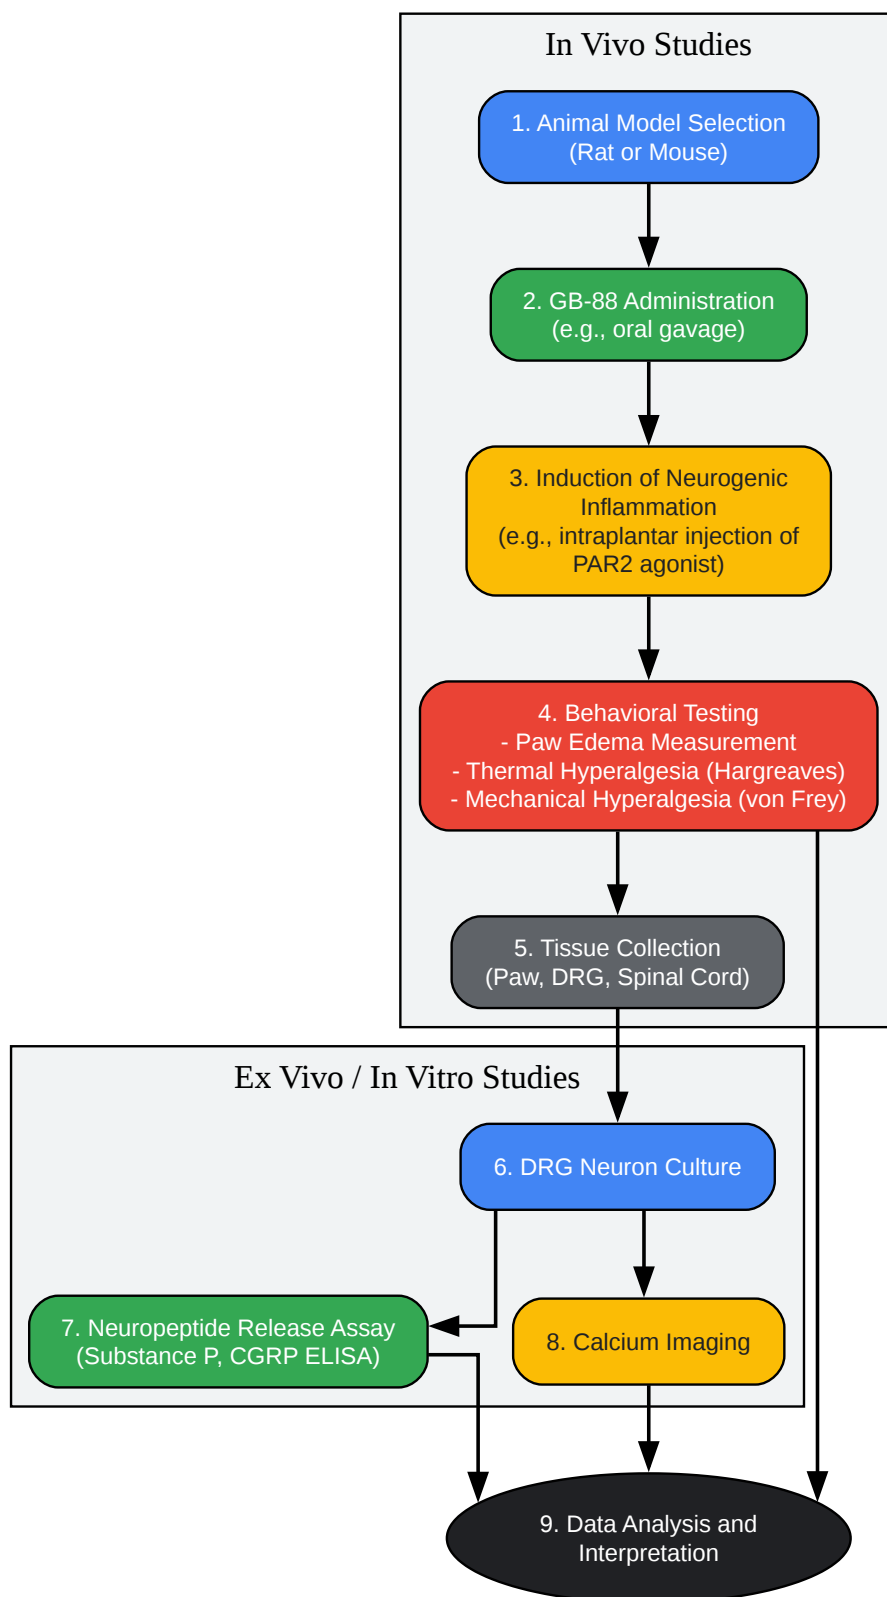 In Vivo Studies
1. Animal Model Selection
(Rat or Mouse)
2. GB-88 Administration
(e.g., oral gavage)
3. Induction of Neurogenic
Inflammation
(e.g., intraplantar injection of
PAR2 agonist)
4. Behavioral Testing
- Paw Edema Measurement
- Thermal Hyperalgesia (Hargreaves)
- Mechanical Hyperalgesia (von Frey)
5. Tissue Collection
(Paw, DRG, Spinal Cord)
Ex Vivo / In Vitro Studies
6. DRG Neuron Culture
7. Neuropeptide Release Assay
(Substance P, CGRP ELISA)
8. Calcium Imaging
9. Data Analysis and
Interpretation